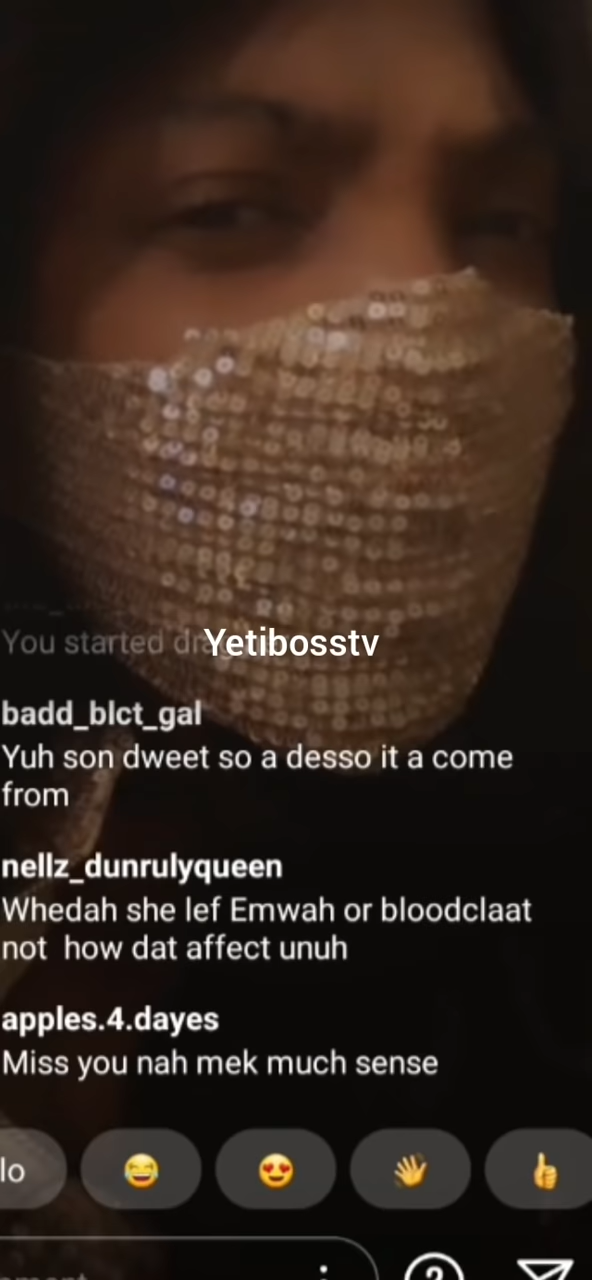 You started
Yetibosstv
badd_blct_gal
Yuh son dweet so a desso it a come
from
nellz_dunrulyqueen
Whedah she lef Emwah or bloodclaat
not how dat affect unuh
apples.4.dayes
Miss you nah mek much sense
lo